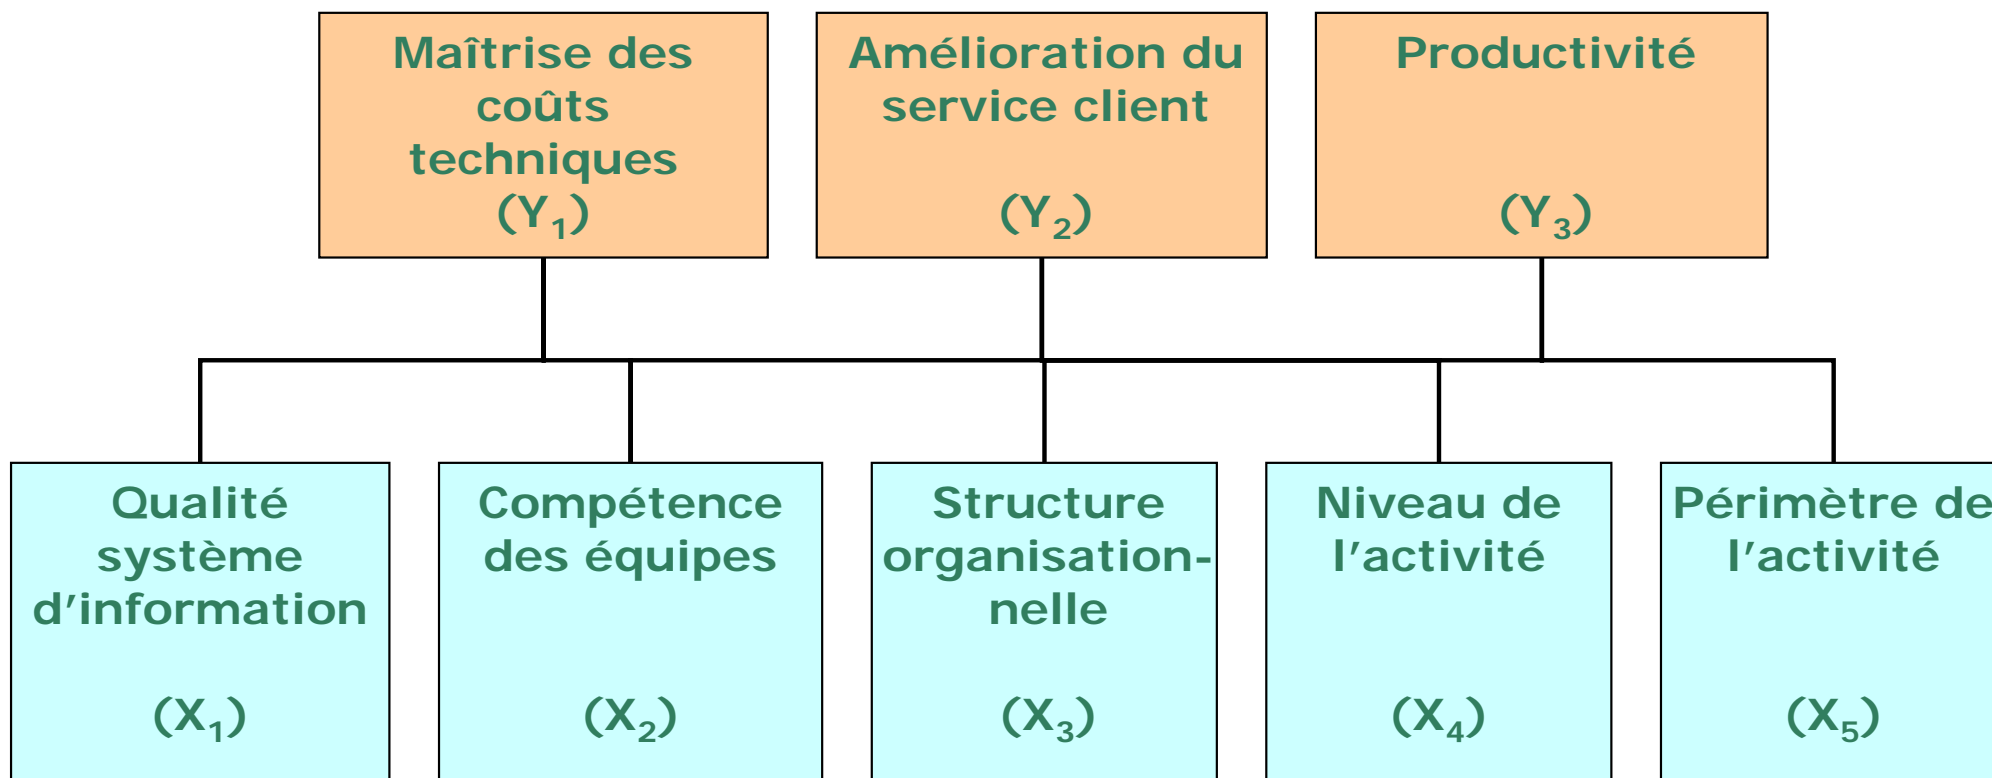 Maîtrise des
coûts
techniques
(Y₁)
Amélioration du
service client
(Y₂)
Productivité
(Y₃)
Qualité
système
d'information
(X₁)
Compétence
des équipes
(X₂)
Structure
organisation-
nelle
(X₃)
Niveau de
l'activité
(X₄)
Périmètre de
l'activité
(X₅)